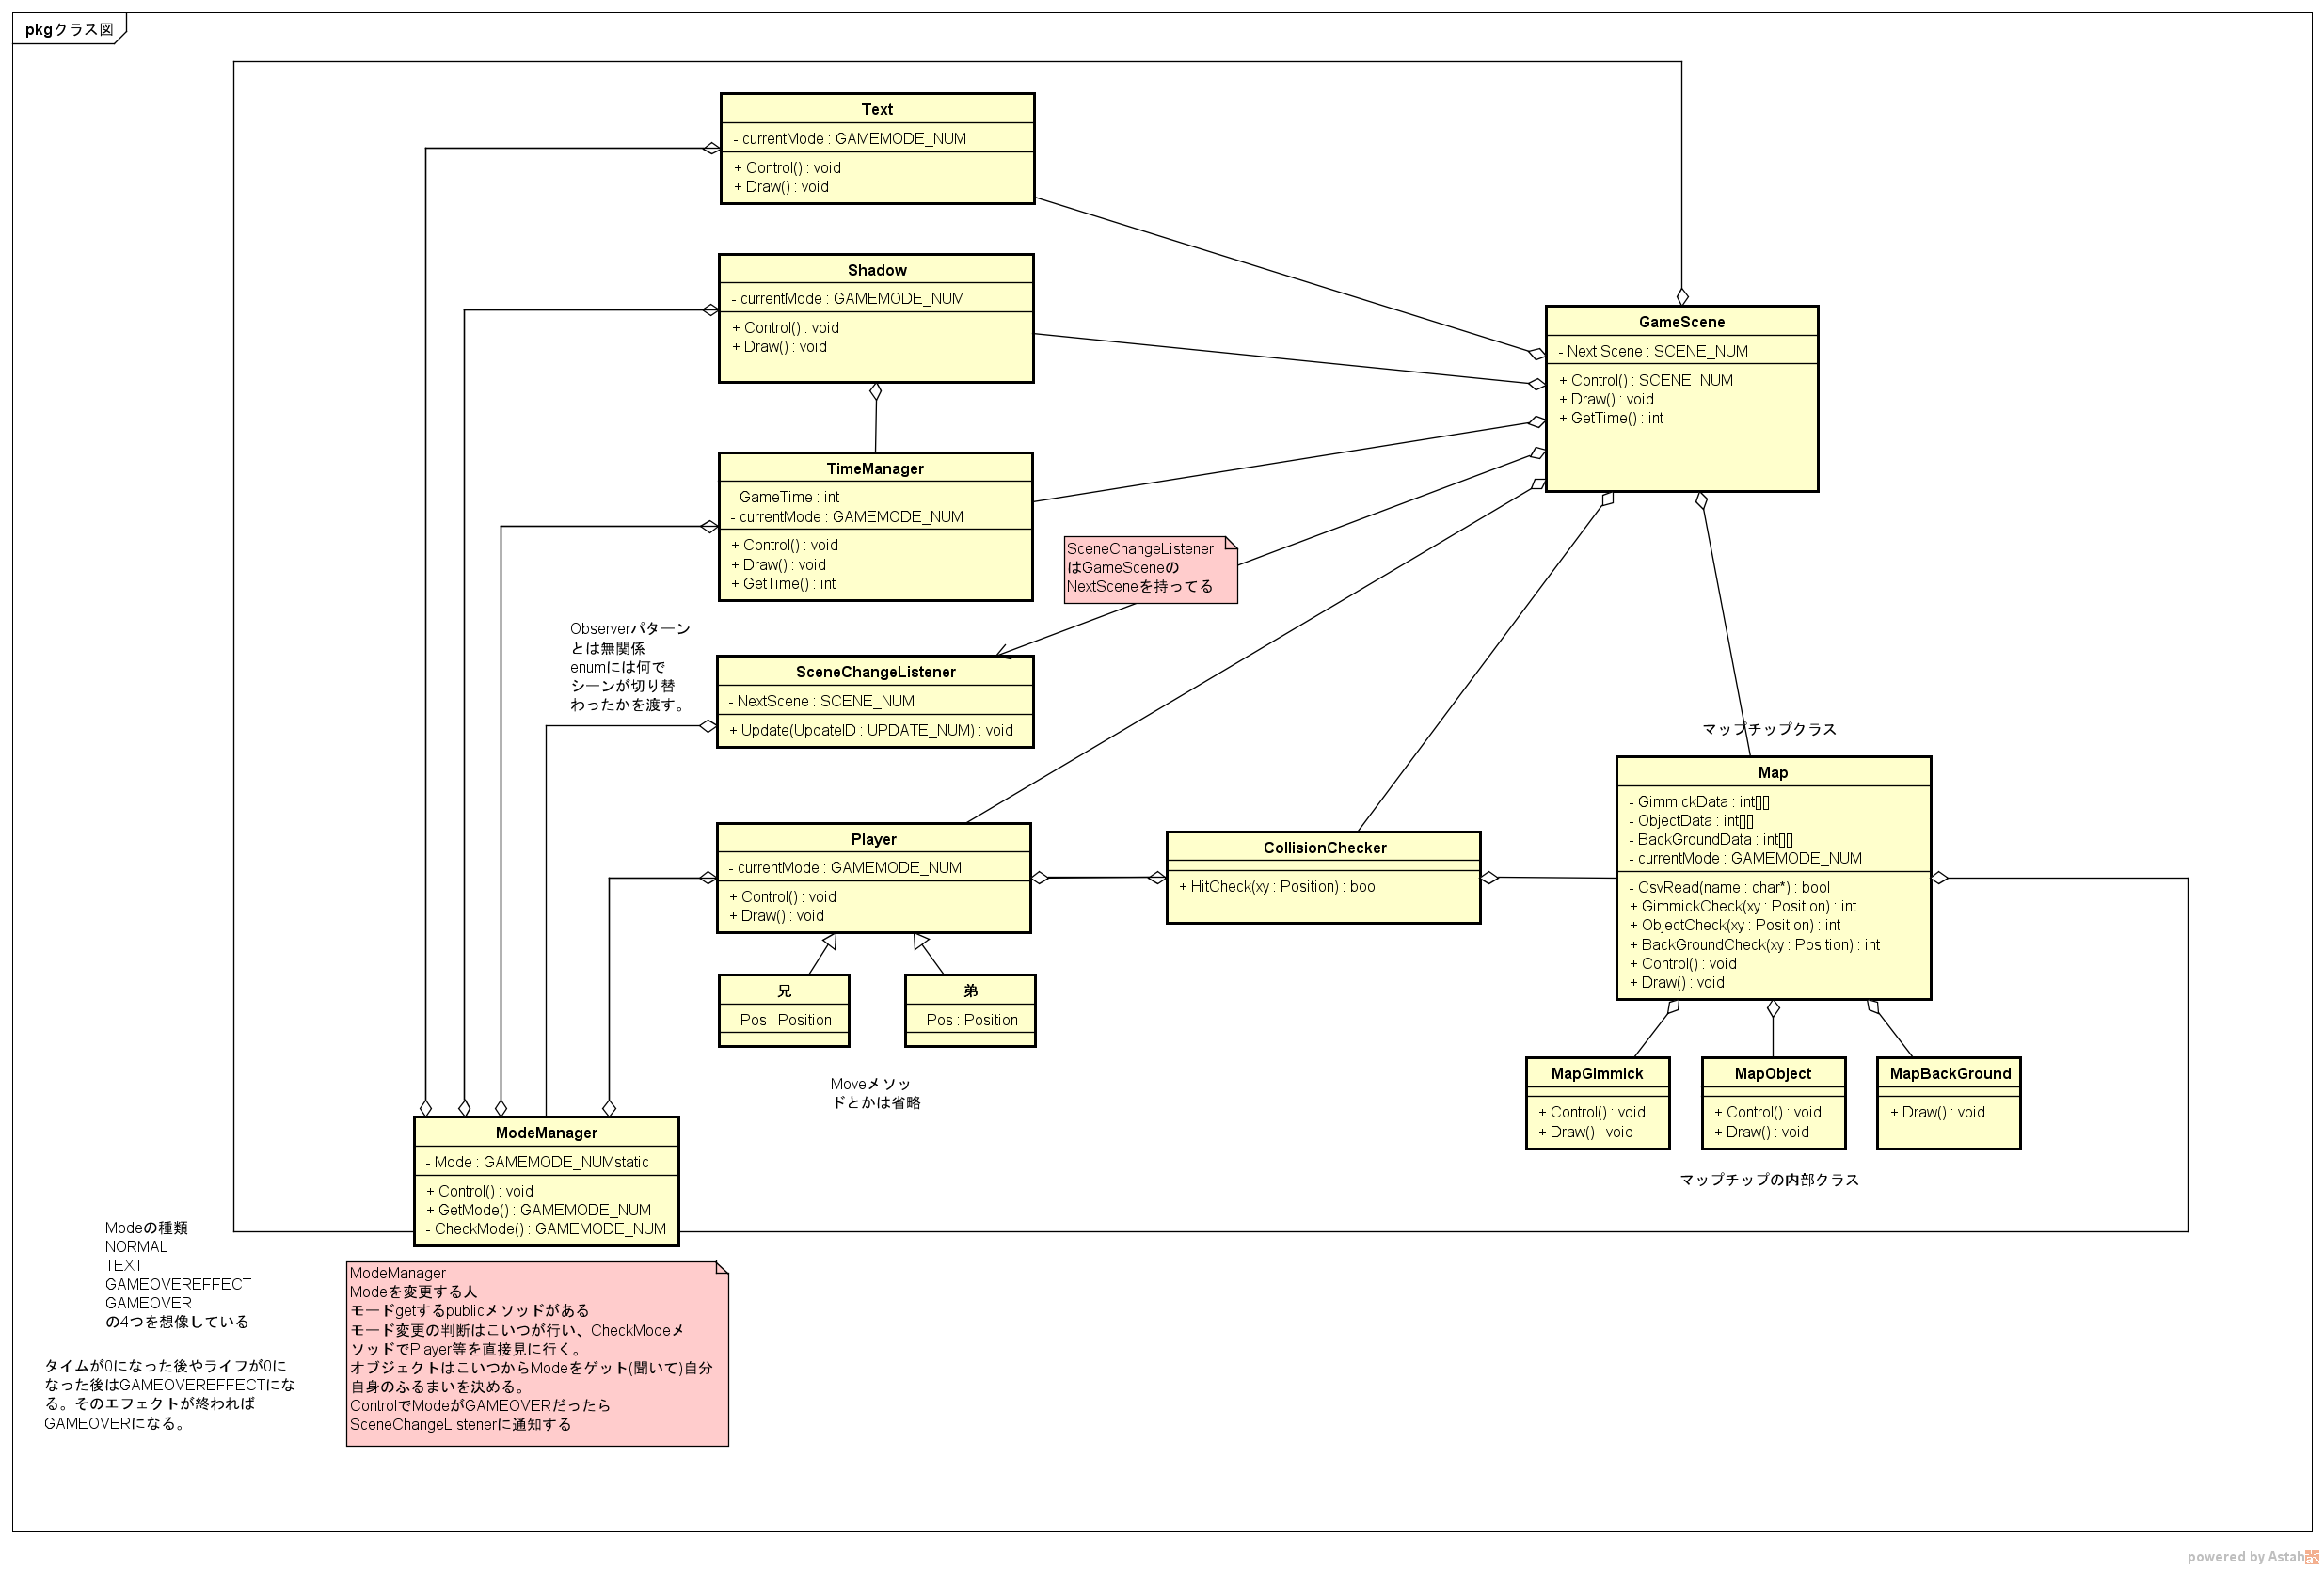 pkgクラス図
Text
- currentMode : GAMEMODE_NUM
+ Control() : void
+ Draw() : void
Shadow
- currentMode : GAMEMODE_NUM
+ Control() : void
+ Draw() : void
GameScene
- Next Scene : SCENE_NUM
+ Control() : SCENE_NUM
+ Draw() : void
+ GetTime() : int
TimeManager
- GameTime : int
- currentMode : GAMEMODE_NUM
+ Control() : void
+ Draw() : void
+ GetTime() : int
SceneChangeListener
はGameSceneの
NextSceneを持ってる
Observerパターン
とは無関係
enumには何で
シーンが切り替
わったかを渡す。
SceneChangeListener
- NextScene : SCENE_NUM
+ Update(UpdateID : UPDATE_NUM) : void
マップチップクラス
Player
- currentMode : GAMEMODE_NUM
+ Control() : void
+ Draw() : void
CollisionChecker
+ HitCheck(xy : Position) : bool
Map
- GimmickData : int[][]
- ObjectData : int[][]
- BackGroundData : int[][]
- currentMode : GAMEMODE_NUM
- CsvRead(name : char*) : bool
+ GimmickCheck(xy : Position) : int
+ ObjectCheck(xy : Position) : int
+ BackGroundCheck(xy : Position) : int
+ Control() : void
+ Draw() : void
兄
- Pos : Position
弟
- Pos : Position
Moveメソッ
ドとかは省略
MapGimmick
+ Control() : void
+ Draw() : void
MapObject
+ Control() : void
+ Draw() : void
MapBackGround
+ Draw() : void
マップチップの内部クラス
ModeManager
- Mode : GAMEMODE_NUMstatic
+ Control() : void
+ GetMode() : GAMEMODE_NUM
- CheckMode() : GAMEMODE_NUM
Modeの種類
NORMAL
TEXT
GAMEOVEREFFECT
GAMEOVER
の4つを想像している
タイムが0になった後やライフが0に
なった後はGAMEOVEREFFECTにな
る。そのエフェクトが終われば
GAMEOVERになる。
ModeManager
Modeを変更する人
モードgetするpublicメソッドがある
モード変更の判断はこいつが行い、CheckModeメ
ソッドでPlayer等を直接見に行く。
オブジェクトはこいつからModeをゲット(聞いて)自分
自身のふるまいを決める。
ControlでModeがGAMEOVERだったら
SceneChangeListenerに通知する
powered by Astah